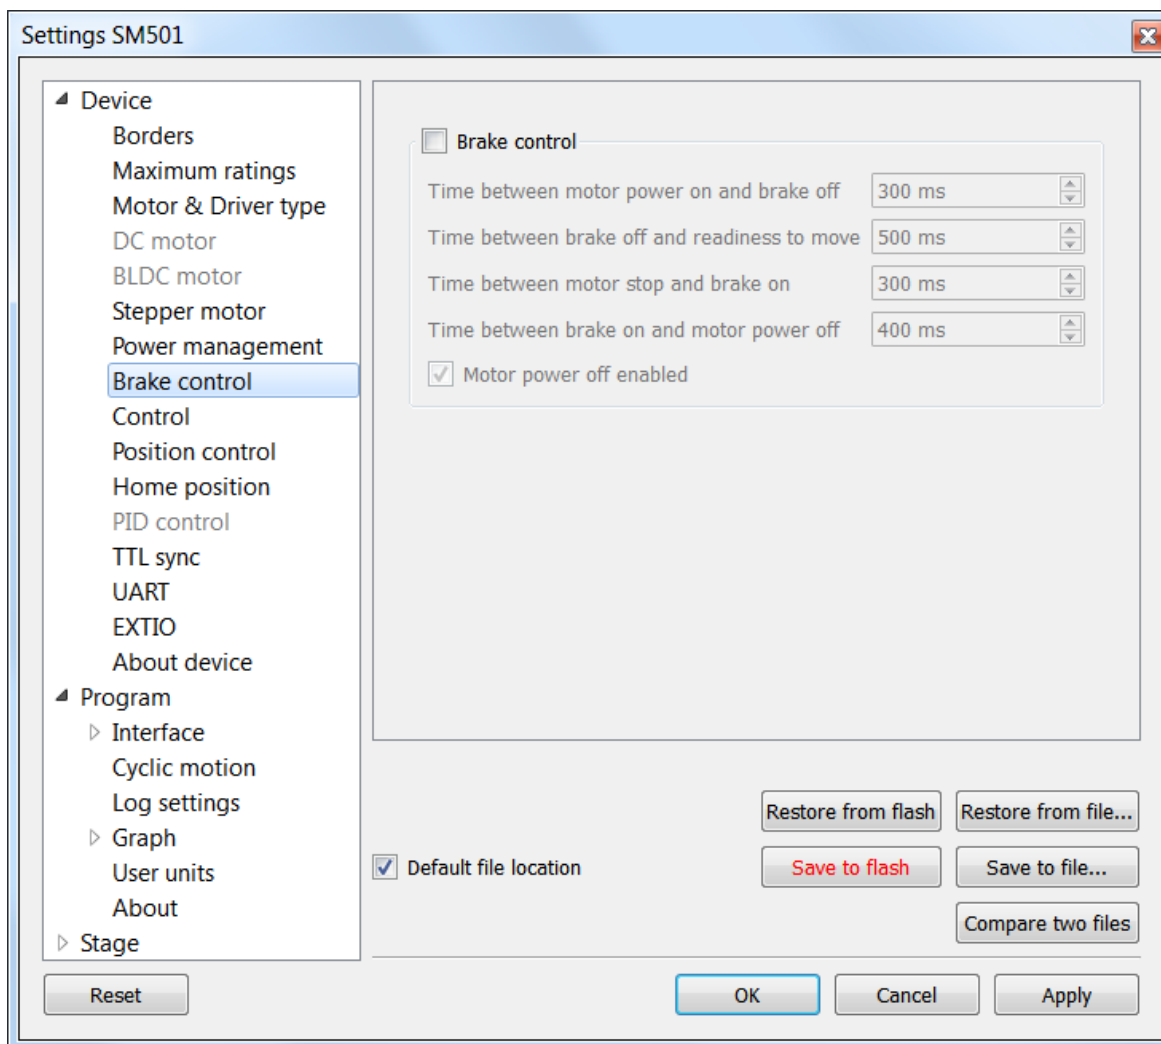 Settings SM501
Device
Borders
Maximum ratings
Motor & Driver type
DC motor
BLDC motor
Stepper motor
Power management
Brake control
Control
Position control
Home position
PID control
TTL sync
UART
EXTIO
About device
Program
Interface
Cyclic motion
Log settings
Graph
User units
About
Stage
Brake control
Time between motor power on and brake off 300 ms
Time between brake off and readiness to move 500 ms
Time between motor stop and brake on 300 ms
Time between brake on and motor power off 400 ms
Motor power off enabled
Restore from flash Restore from file...
Default file location Save to flash Save to file...
Compare two files
Reset OK Cancel Apply